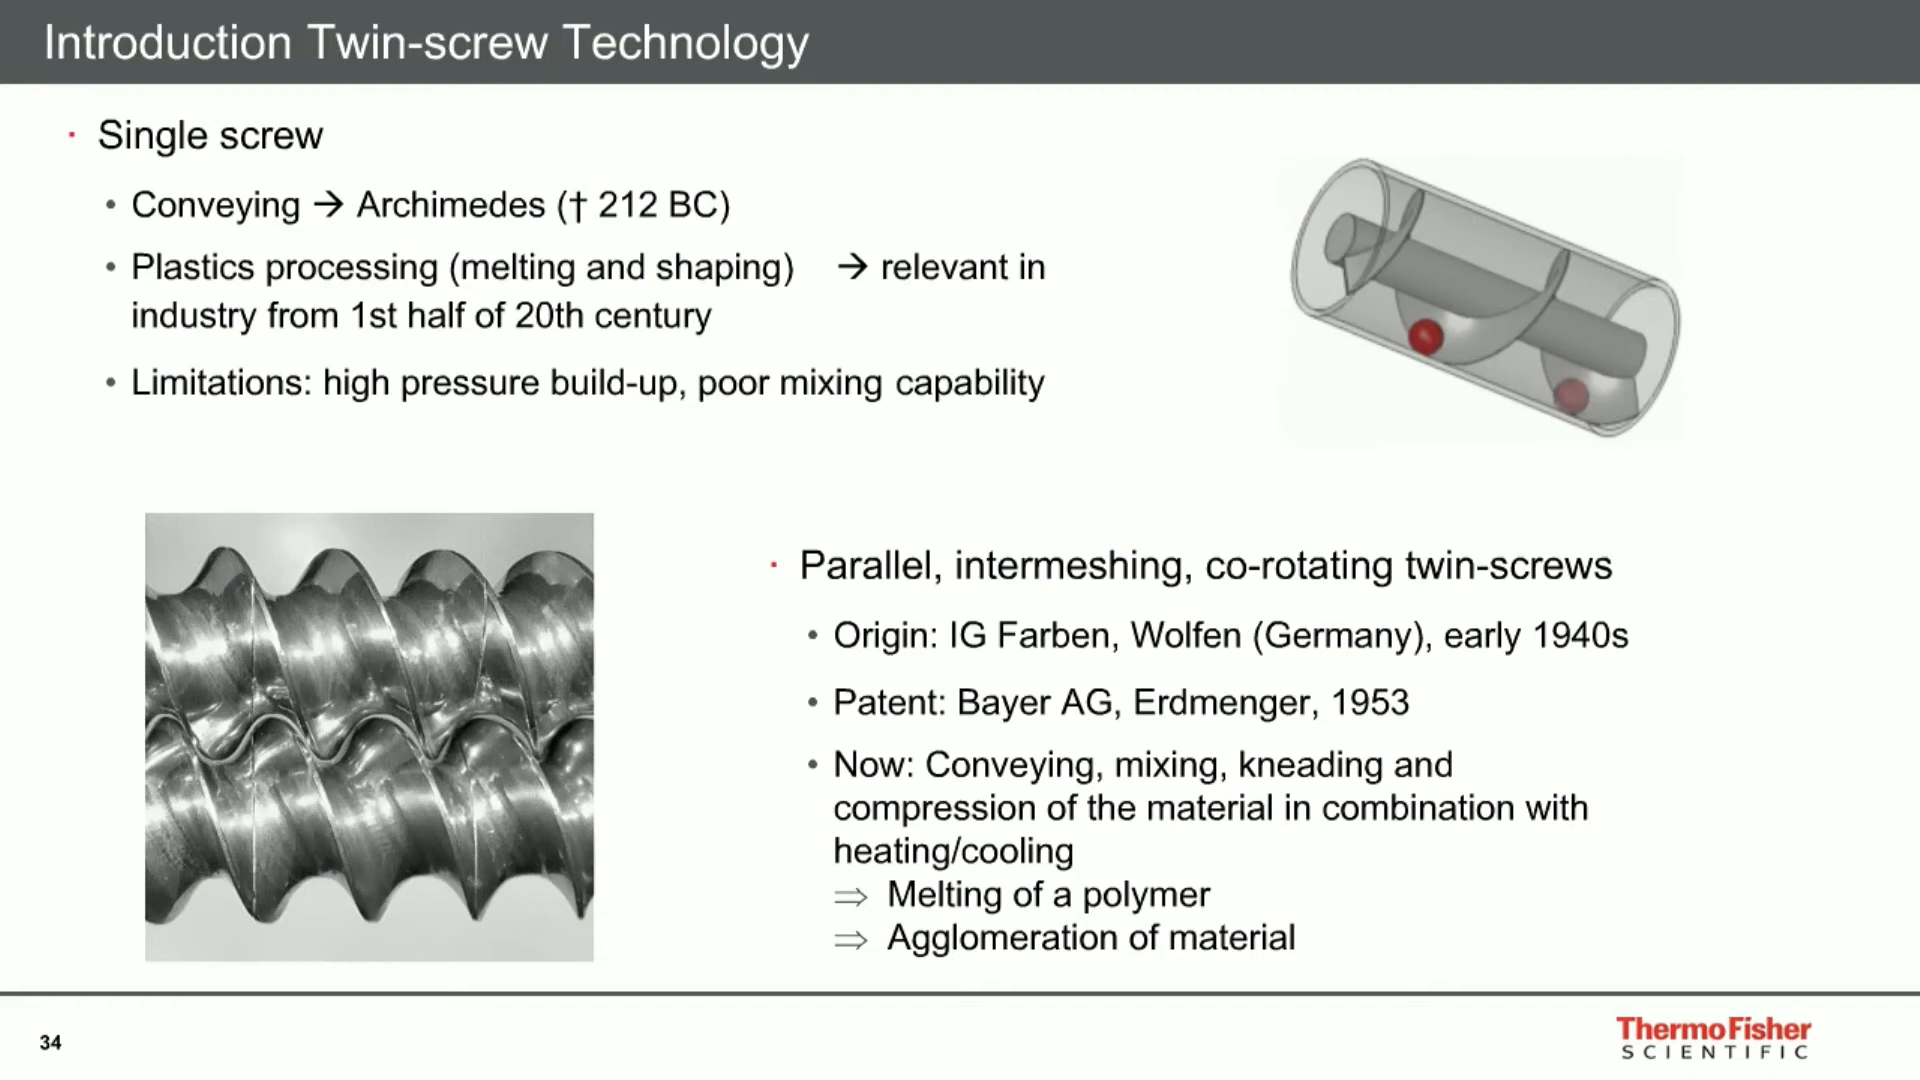 Introduction Twin-screw Technology
· Single screw
• Conveying → Archimedes († 212 BC)
• Plastics processing (melting and shaping) → relevant in
industry from 1st half of 20th century
• Limitations: high pressure build-up, poor mixing capability
· Parallel, intermeshing, co-rotating twin-screws
• Origin: IG Farben, Wolfen (Germany), early 1940s
• Patent: Bayer AG, Erdmenger, 1953
• Now: Conveying, mixing, kneading and
compression of the material in combination with
heating/cooling
⇒ Melting of a polymer
⇒ Agglomeration of material
34
ThermoFisher
SCIENTIFIC